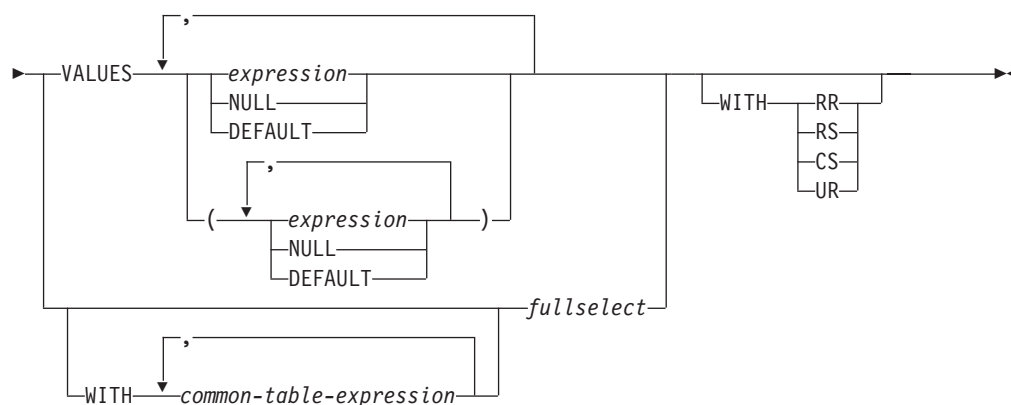 ,
VALUES expression WITH RR
NULL RS
DEFAULT CS
, UR
( expression )
NULL
DEFAULT
fullselect
,
WITH common-table-expression